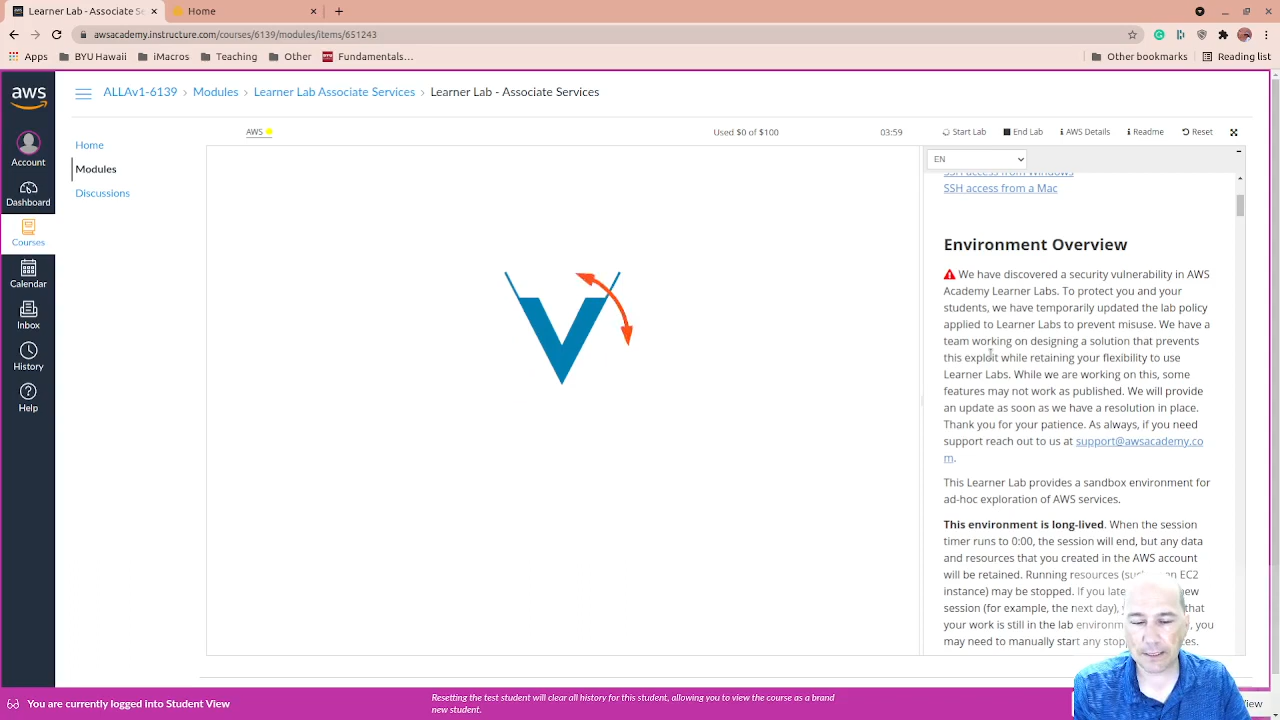 Learner Lab - Associate Se
Home
awsacademy.instructure.com/courses/6139/modules/items/651243
Apps
BYU Hawaii
iMacros
Teaching
Other
Fundamentals...
Other bookmarks
Reading list
aws
Account
Dashboard
Courses
Calendar
Inbox
History
Help
ALLAv1-6139 › Modules › Learner Lab Associate Services › Learner Lab - Associate Services
Home
Modules
Discussions
AWS
Used $0 of $100
03:59
Start Lab
End Lab
AWS Details
Readme
Reset
EN
SSH access from Windows
SSH access from a Mac
Environment Overview
We have discovered a security vulnerability in AWS
Academy Learner Labs. To protect you and your
students, we have temporarily updated the lab policy
applied to Learner Labs to prevent misuse. We have a
team working on designing a solution that prevents
this exploit while retaining your flexibility to use
Learner Labs. While we are working on this, some
features may not work as published. We will provide
an update as soon as we have a resolution in place.
Thank you for your patience. As always, if you need
support reach out to us at support@awsacademy.co
m.
This Learner Lab provides a sandbox environment for
ad-hoc exploration of AWS services.
This environment is long-lived. When the session
timer runs to 0:00, the session will end, but any data
and resources that you created in the AWS account
will be retained. Running resources (such an EC2
instance) may be stopped. If you late new
session (for example, the next day), that
your work is still in the lab you
may need to manually start any
You are currently logged into Student View
Resetting the test student will clear all history for this student, allowing you to view the course as a brand
new student.
View